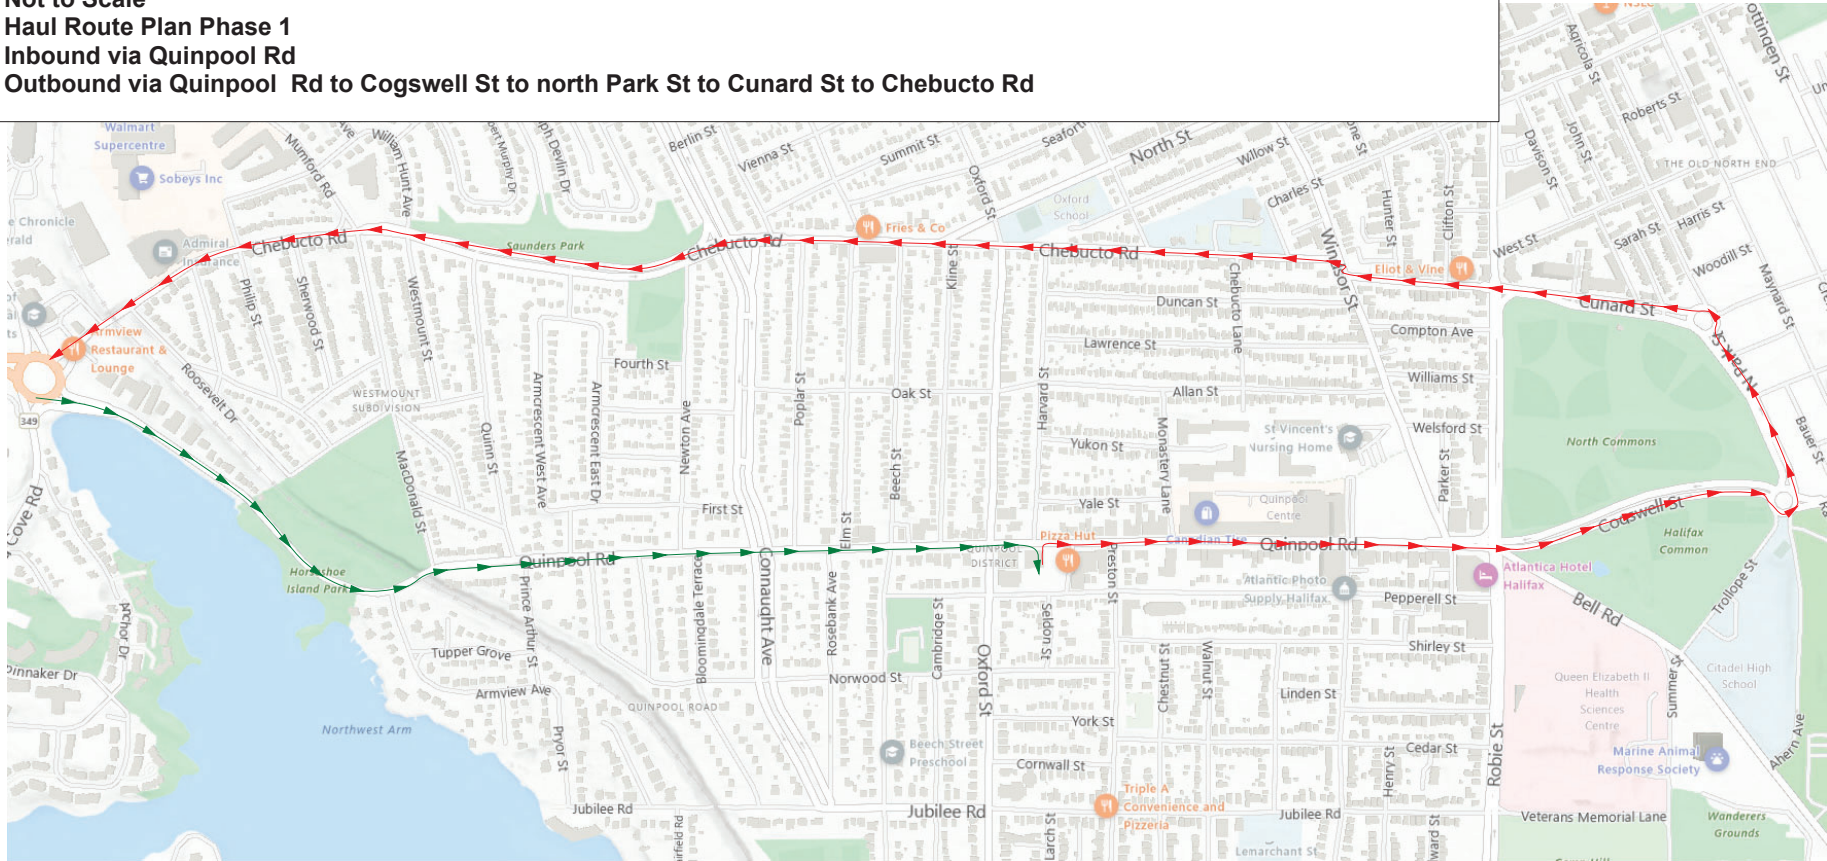 Not to Scale
Haul Route Plan Phase 1
Inbound via Quinpool Rd
Outbound via Quinpool Rd to Cogswell St to north Park St to Cunard St to Chebucto Rd
NSLC
Agricola St
Roberts St
John St
Davison St
THE OLD NORTH END
Harris St
Sarah St
Woodill St
Maynard St
West St
Walmart
Supercentre
Sobeys Inc
Mumford Rd
William Hunt Ave
Berlin St
Vienna St
Summit St
Oxford St
North St
Willow St
Charles St
Hunter St
Clifton St
Oxford
School
Admiral
Insurance
Chebucto Rd
Saunders Park
Chebucto Rd
Fries & Co
Kline St
Chebucto Rd
Windsor St
Eliot & Vine
Cunard St
N Park St
Bauer St
Philip St
Sherwood St
Westmount St
Duncan St
Chebucto Lane
Compton Ave
Lawrence St
Armview
Restaurant &
Lounge
Roosevelt Dr
WESTMOUNT
SUBDIVISION
Fourth St
Armcrescent West Ave
Armcrescent East Dr
Newton Ave
Poplar St
Oak St
Harvard St
Allan St
Williams St
349
Quinn St
MacDonald St
Beech St
Yukon St
Monastery Lane
St Vincent's
Nursing Home
Welsford St
Parker St
North Commons
First St
Elm St
Yale St
Quinpool
Centre
Cogswell St
Halifax
Common
Quinpool Rd
QUINPOOL
DISTRICT
Pizza Hut
Canadian Tire
Quinpool Rd
Horseshoe
Island Park
Prince Arthur St
Bloomingdale Terrace
Connaught Ave
Rosebank Ave
Cambridge St
Seldon St
Preston St
Atlantic Photo
Supply Halifax
Pepperell St
Atlantica Hotel
Halifax
Bell Rd
Trollope St
Anchor Dr
Tupper Grove
Armview Ave
Pryor St
QUINPOOL ROAD
Norwood St
Oxford St
Chestnut St
Walnut St
Shirley St
Linden St
Queen Elizabeth II
Health
Sciences
Centre
Summer St
Citadel High
School
Northwest Arm
York St
Beech Street
Preschool
Cornwall St
Henry St
Cedar St
Robie St
Marine Animal
Response Society
Ahern Ave
Jubilee Rd
Jubilee Rd
Larch St
Triple A
Convenience and
Pizzeria
Jubilee Rd
Lemarchant St
Veterans Memorial Lane
Wanderers
Grounds